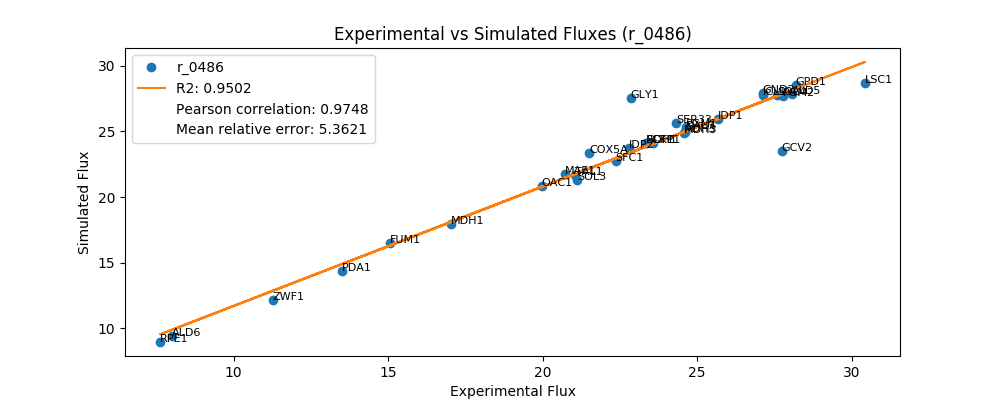 Experimental vs Simulated Fluxes (r_0486)
r_0486
R2: 0.9502
Pearson correlation: 0.9748
Mean relative error: 5.3621
30
25
20
15
10
Simulated Flux
GPD1
LSC1
GLY1
IDP1
SER33
GCV2
COX5A
IDP2
SFC1
OAC1
SOL3
MDH1
FUM1
PDA1
ZWF1
ALD6
RPE1
10
15
20
25
30
Experimental Flux